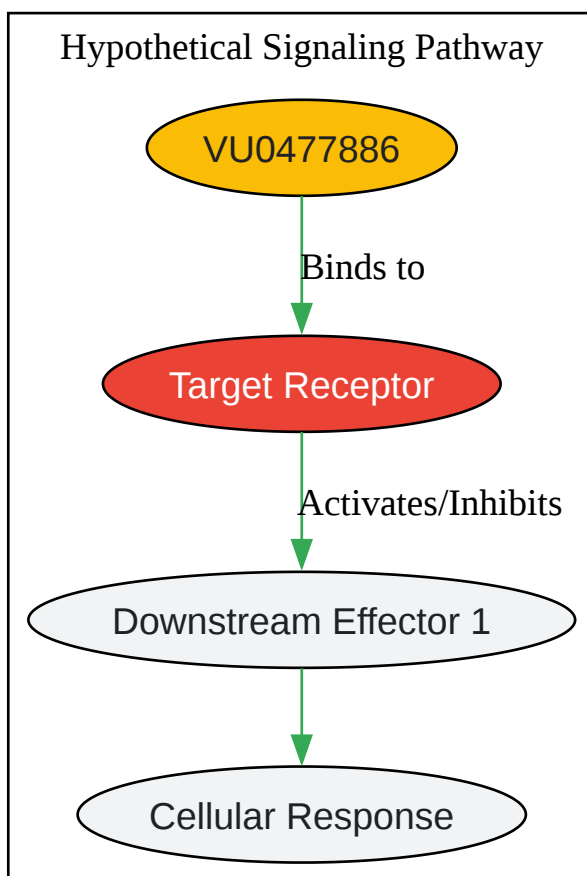 Hypothetical Signaling Pathway
VU0477886
Binds to
Target Receptor
Activates/Inhibits
Downstream Effector 1
Cellular Response